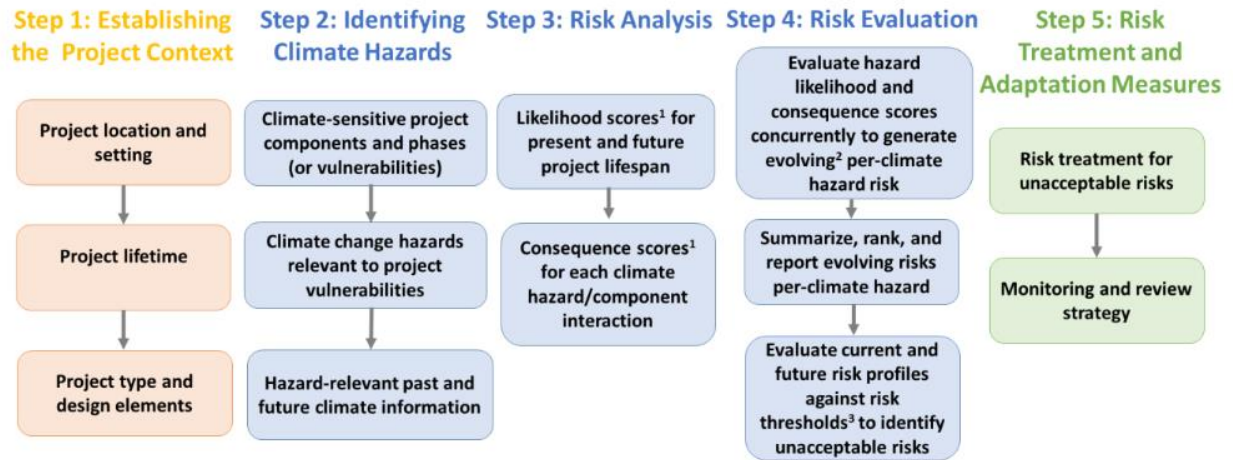 Step 1: Establishing
the Project Context
Project location and
setting
Project lifetime
Project type and
design elements
Step 2: Identifying
Climate Hazards
Climate-sensitive project
components and phases
(or vulnerabilities)
Climate change hazards
relevant to project
vulnerabilities
Hazard-relevant past and
future climate information
Step 3: Risk Analysis
Likelihood scores¹ for
present and future
project lifespan
Consequence scores¹
for each climate
hazard/component
interaction
Step 4: Risk Evaluation
Evaluate hazard
likelihood and
consequence scores
concurrently to generate
evolving² per-climate
hazard risk
Summarize, rank, and
report evolving risks
per-climate hazard
Evaluate current and
future risk profiles
against risk
thresholds³ to identify
unacceptable risks
Step 5: Risk
Treatment and
Adaptation Measures
Risk treatment for
unacceptable risks
Monitoring and review
strategy